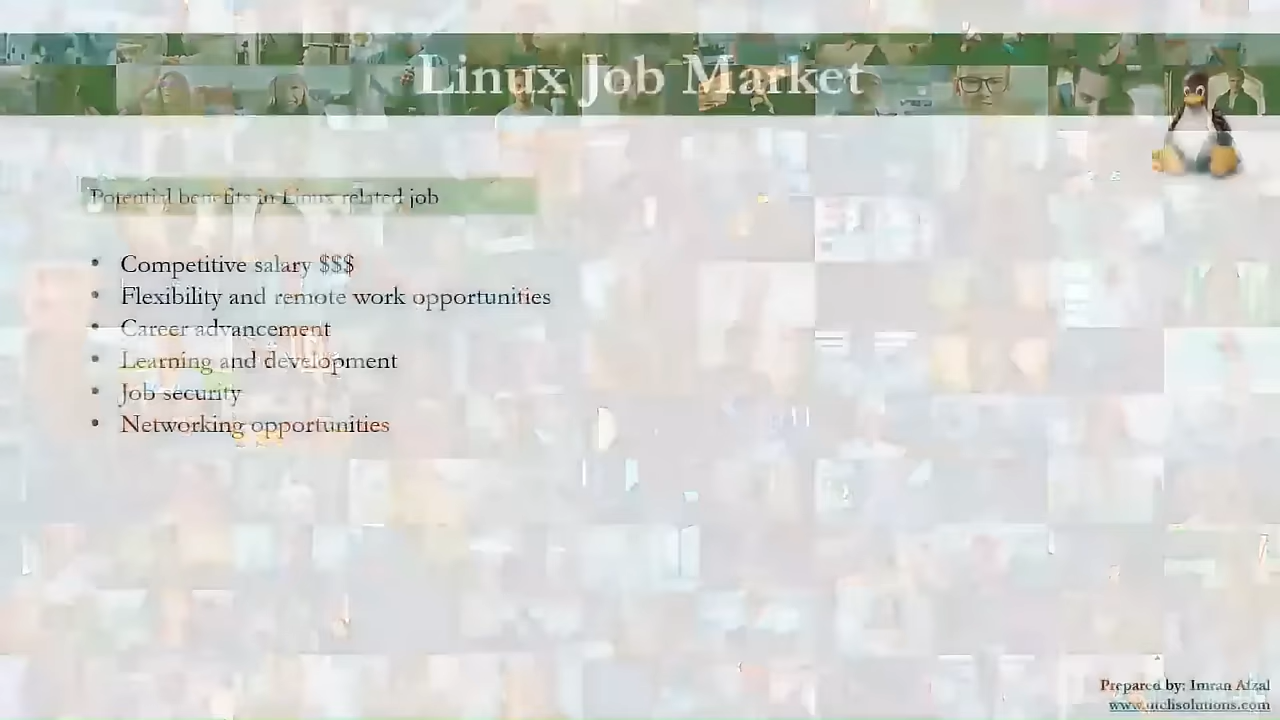 Linux Job Market
Potential benefits in Linux related job
• Competitive salary $$$
• Flexibility and remote work opportunities
• Career advancement
• Learning and development
• Job security
• Networking opportunities
Prepared by: Imran Afzal
www.utclisolutions.com